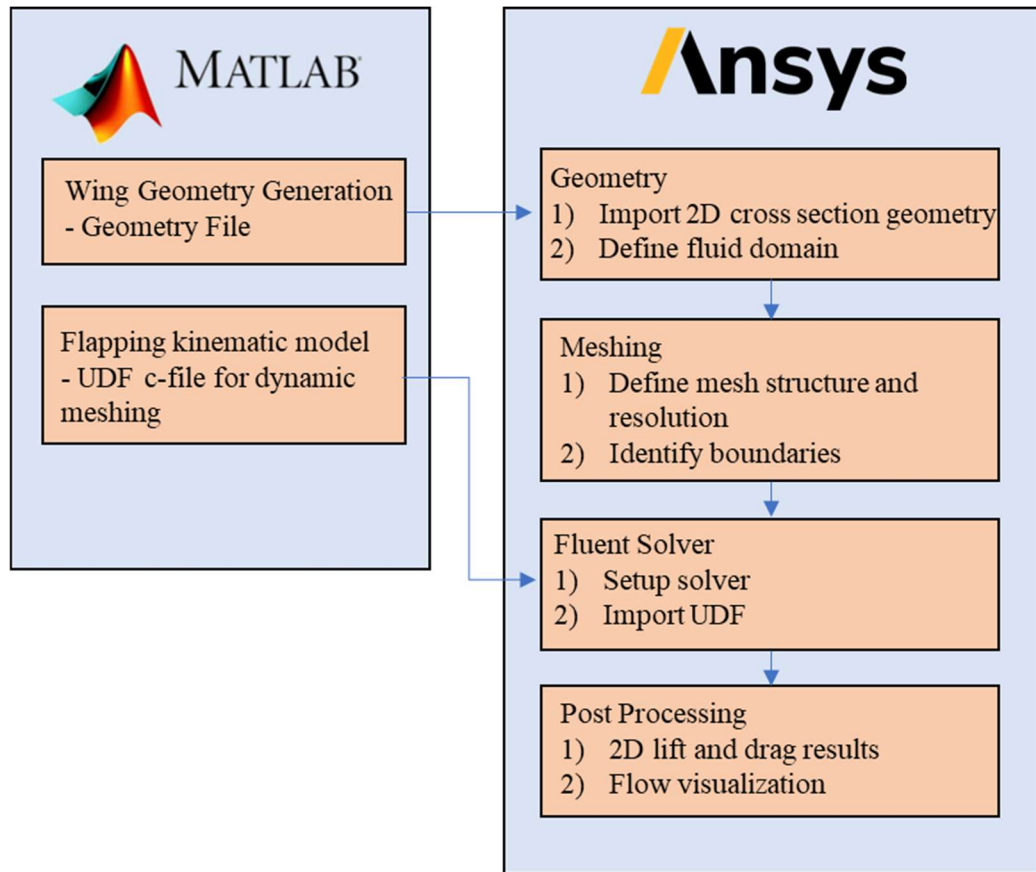 MATLAB
Wing Geometry Generation
- Geometry File
Flapping kinematic model
- UDF c-file for dynamic
meshing
Ansys
Geometry
1) Import 2D cross section geometry
2) Define fluid domain
Meshing
1) Define mesh structure and
resolution
2) Identify boundaries
Fluent Solver
1) Setup solver
2) Import UDF
Post Processing
1) 2D lift and drag results
2) Flow visualization